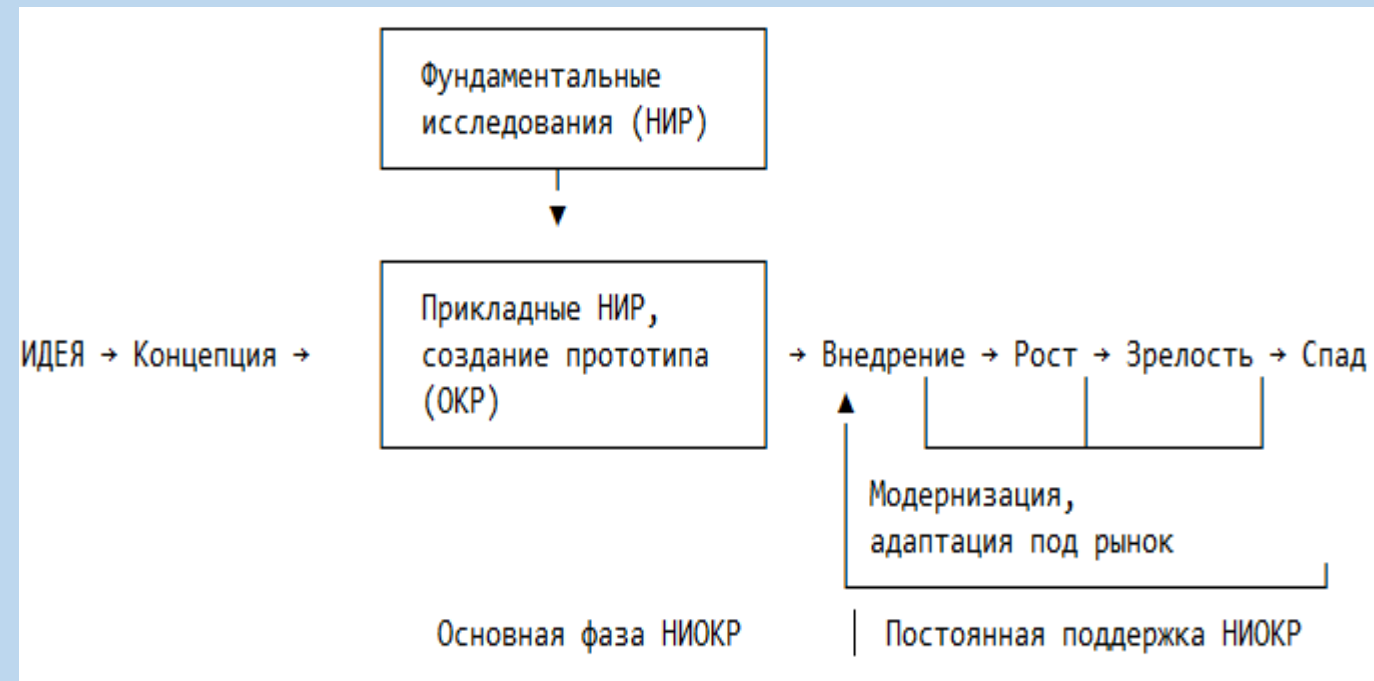 Фундаментальные
исследования (НИР)
▼
Прикладные НИР,
ИДЕЯ → Концепция → создание прототипа → Внедрение → Рост → Зрелость → Спад
(ОКР)
▲
Модернизация,
адаптация под рынок
Основная фаза НИОКР | Постоянная поддержка НИОКР